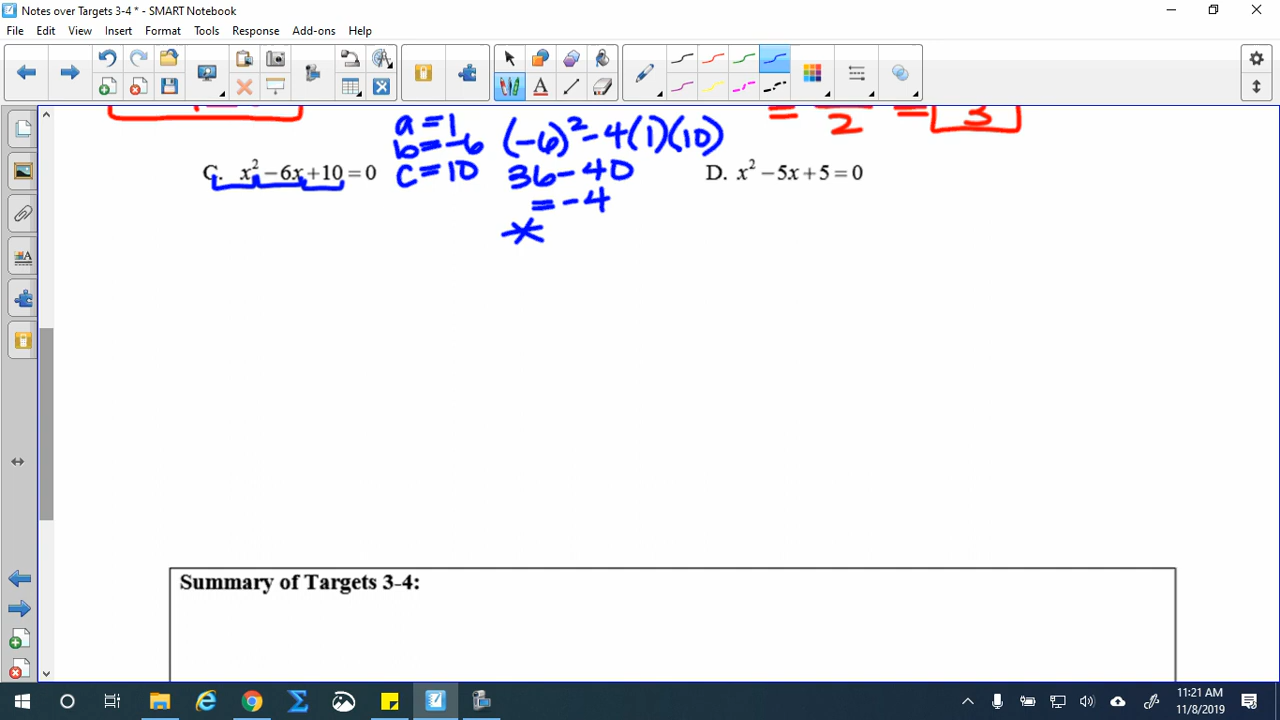 Notes over Targets 3-4 * - SMART Notebook
File Edit View Insert Format Tools Response Add-ons Help
= 2 = 3
a = 1
b = -6
c = 10
(-6)² - 4(1)(10)
36 - 40
= -4
*
C. x² - 6x + 10 = 0
D. x² - 5x + 5 = 0
Summary of Targets 3-4:
11:21 AM
11/8/2019